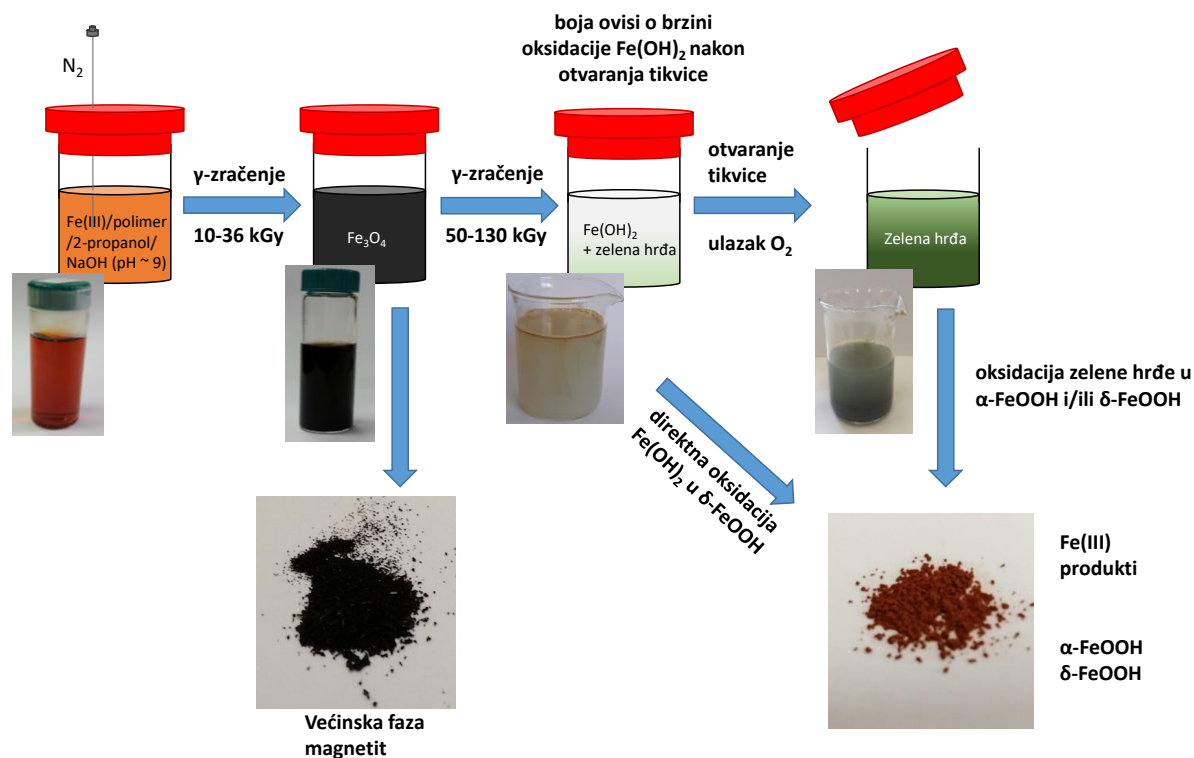 boja ovisi o brzini
oksidacije Fe(OH)₂ nakon
otvaranja tikvice
N₂
γ-zračenje
10-36 kGy
γ-zračenje
50-130 kGy
otvaranje
tikvice
ulazak O₂
Fe(III)/polimer
/2-propanol/
NaOH (pH ~ 9)
Fe₃O₄
Fe(OH)₂
+ zelena hrđa
Zelena hrđa
oksidacija zelene hrđe u
α-FeOOH i/ili δ-FeOOH
direktna oksidacija
Fe(OH)₂ u δ-FeOOH
Fe(III)
produkti
α-FeOOH
δ-FeOOH
Većinska faza
magnetit